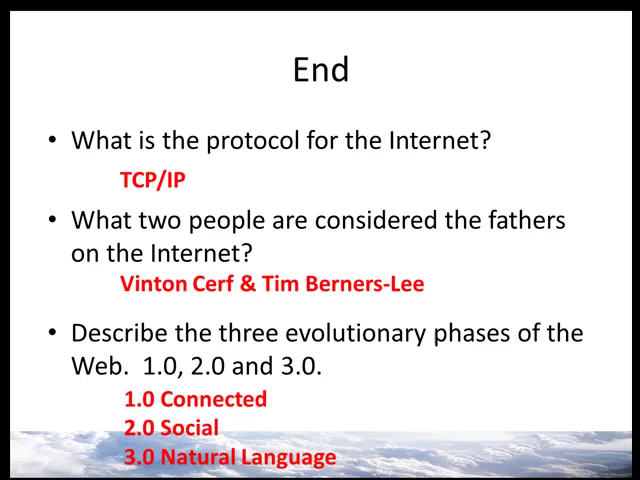 End
• What is the protocol for the Internet?
TCP/IP
• What two people are considered the fathers
on the Internet?
Vinton Cerf & Tim Berners-Lee
• Describe the three evolutionary phases of the
Web.  1.0, 2.0 and 3.0.
1.0 Connected
2.0 Social
3.0 Natural Language